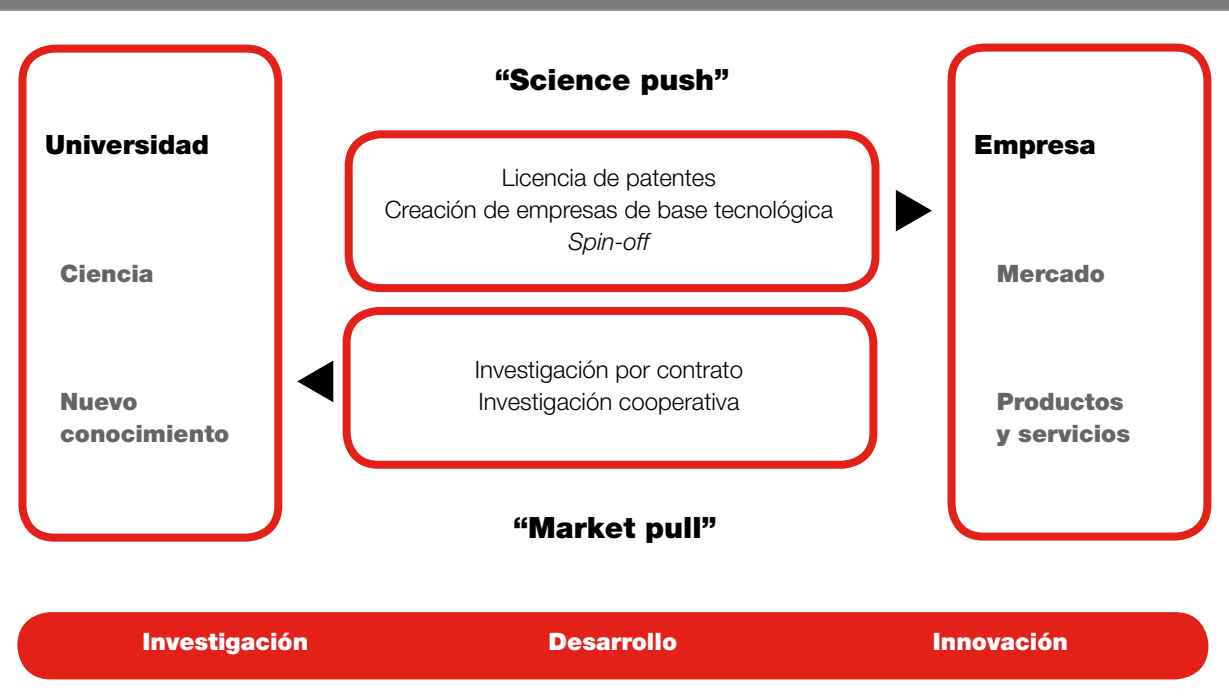 “Science push”
Universidad
Ciencia
Nuevo
conocimiento
Licencia de patentes
Creación de empresas de base tecnológica
Spin-off
Investigación por contrato
Investigación cooperativa
Empresa
Mercado
Productos
y servicios
“Market pull”
Investigación
Desarrollo
Innovación